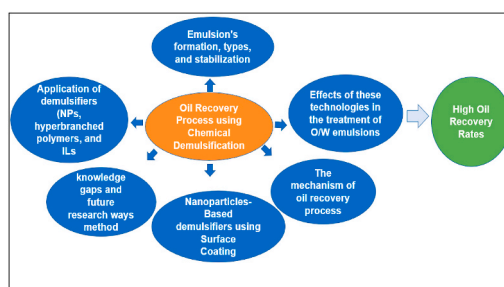 Emulsion's
formation, types,
and stabilization
Application of
demulsifiers (NPs,
hyperbranched
polymers, and
ILs
Oil Recovery
Process using
Chemical
Demulsification
Effects of these
technologies in
the treatment of
O/W emulsions
High Oil
Recovery
Rates
knowledge gaps and
future
research ways
method
Nanoparticles-
Based
demulsifiers using
Surface
Coating
The
mechanism of
oil recovery
process